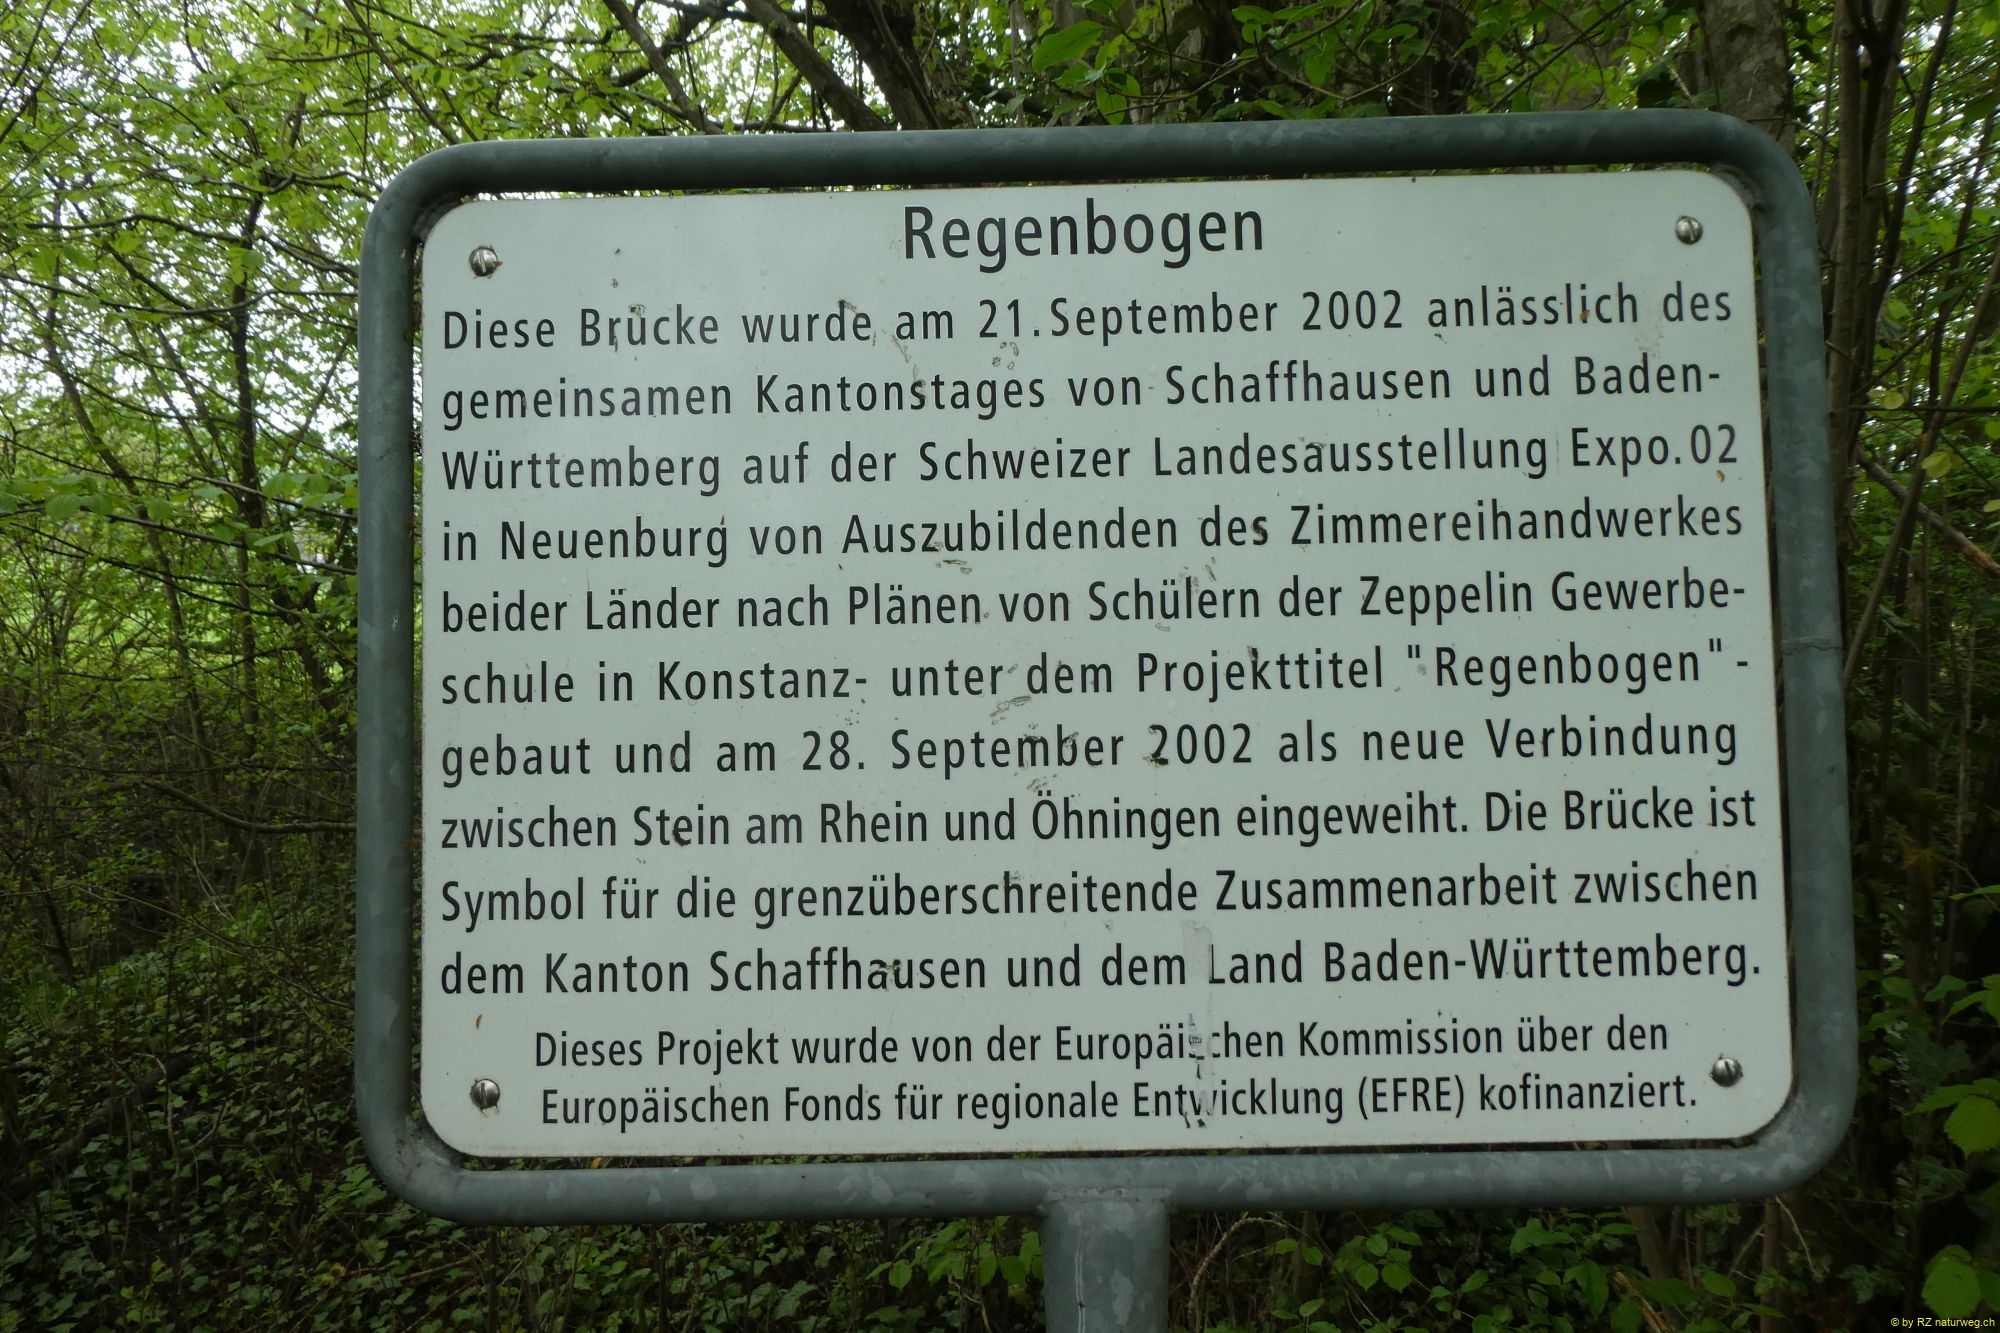 Regenbogen
Diese Brücke wurde am 21. September 2002 anlässlich des
gemeinsamen Kantonstages von Schaffhausen und Baden-
Württemberg auf der Schweizer Landesausstellung Expo.02
in Neuenburg von Auszubildenden des Zimmereihandwerkes
beider Länder nach Plänen von Schülern der Zeppelin Gewerbe-
schule in Konstanz- unter dem Projekttitel "Regenbogen"-
gebaut und am 28. September 2002 als neue Verbindung
zwischen Stein am Rhein und Öhningen eingeweiht. Die Brücke ist
Symbol für die grenzüberschreitende Zusammenarbeit zwischen
dem Kanton Schaffhausen und dem Land Baden-Württemberg.
Dieses Projekt wurde von der Europäischen Kommission über den
Europäischen Fonds für regionale Entwicklung (EFRE) kofinanziert.
© by RZ naturweg.ch